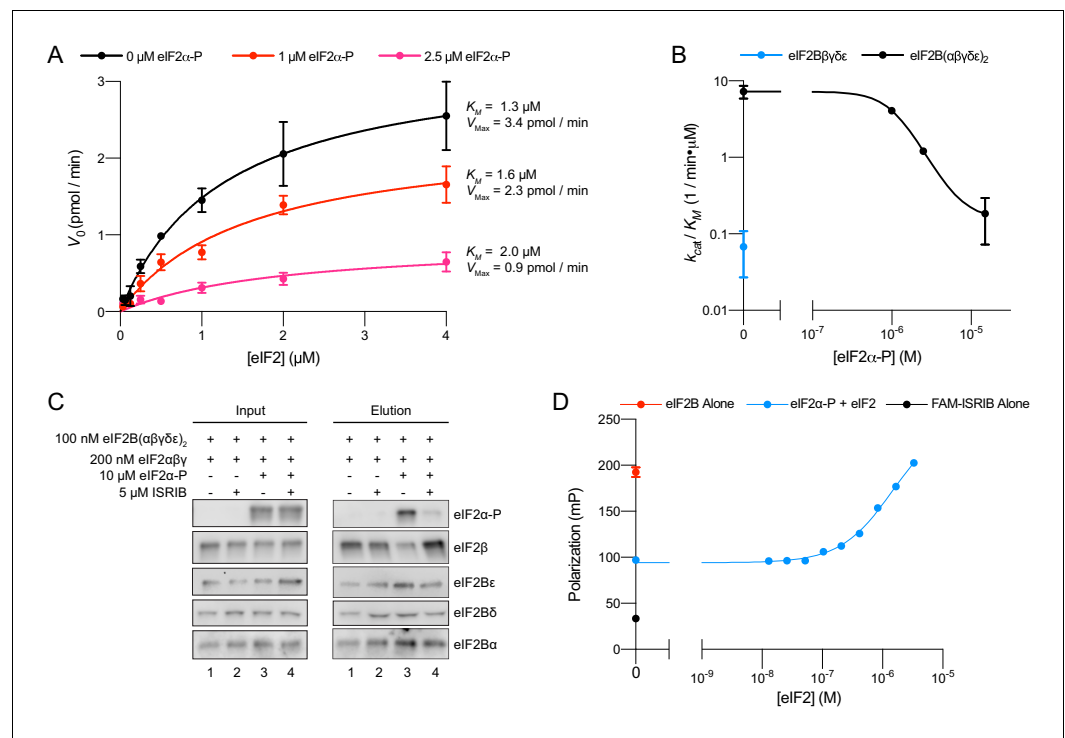 A
0 µM eIF2α-P
1 µM eIF2α-P
2.5 µM eIF2α-P
V0 (pmol / min)
3
2
1
0
0
1
2
3
4
[eIF2] (µM)
KM = 1.3 µM
VMax = 3.4 pmol / min
KM = 1.6 µM
VMax = 2.3 pmol / min
KM = 2.0 µM
VMax = 0.9 pmol / min
B
eIF2Bβγδε
eIF2B(αβγδε)2
kcat / KM (1 / min•µM)
10
1
0.1
0.01
0
10-7
10-6
10-5
[eIF2α-P] (M)
C
Input
Elution
100 nM eIF2B(αβγδε)2 + + + + + + + +
200 nM eIF2αβγ + + + + + + + +
10 µM eIF2α-P - - + + - - + +
5 µM ISRIB - + - + - + - +
eIF2α-P
eIF2β
eIF2Bε
eIF2Bδ
eIF2Bα
1 2 3 4 1 2 3 4
D
eIF2B Alone
eIF2α-P + eIF2
FAM-ISRIB Alone
Polarization (mP)
250
200
150
100
50
0
0
10-9
10-8
10-7
10-6
10-5
[eIF2] (M)